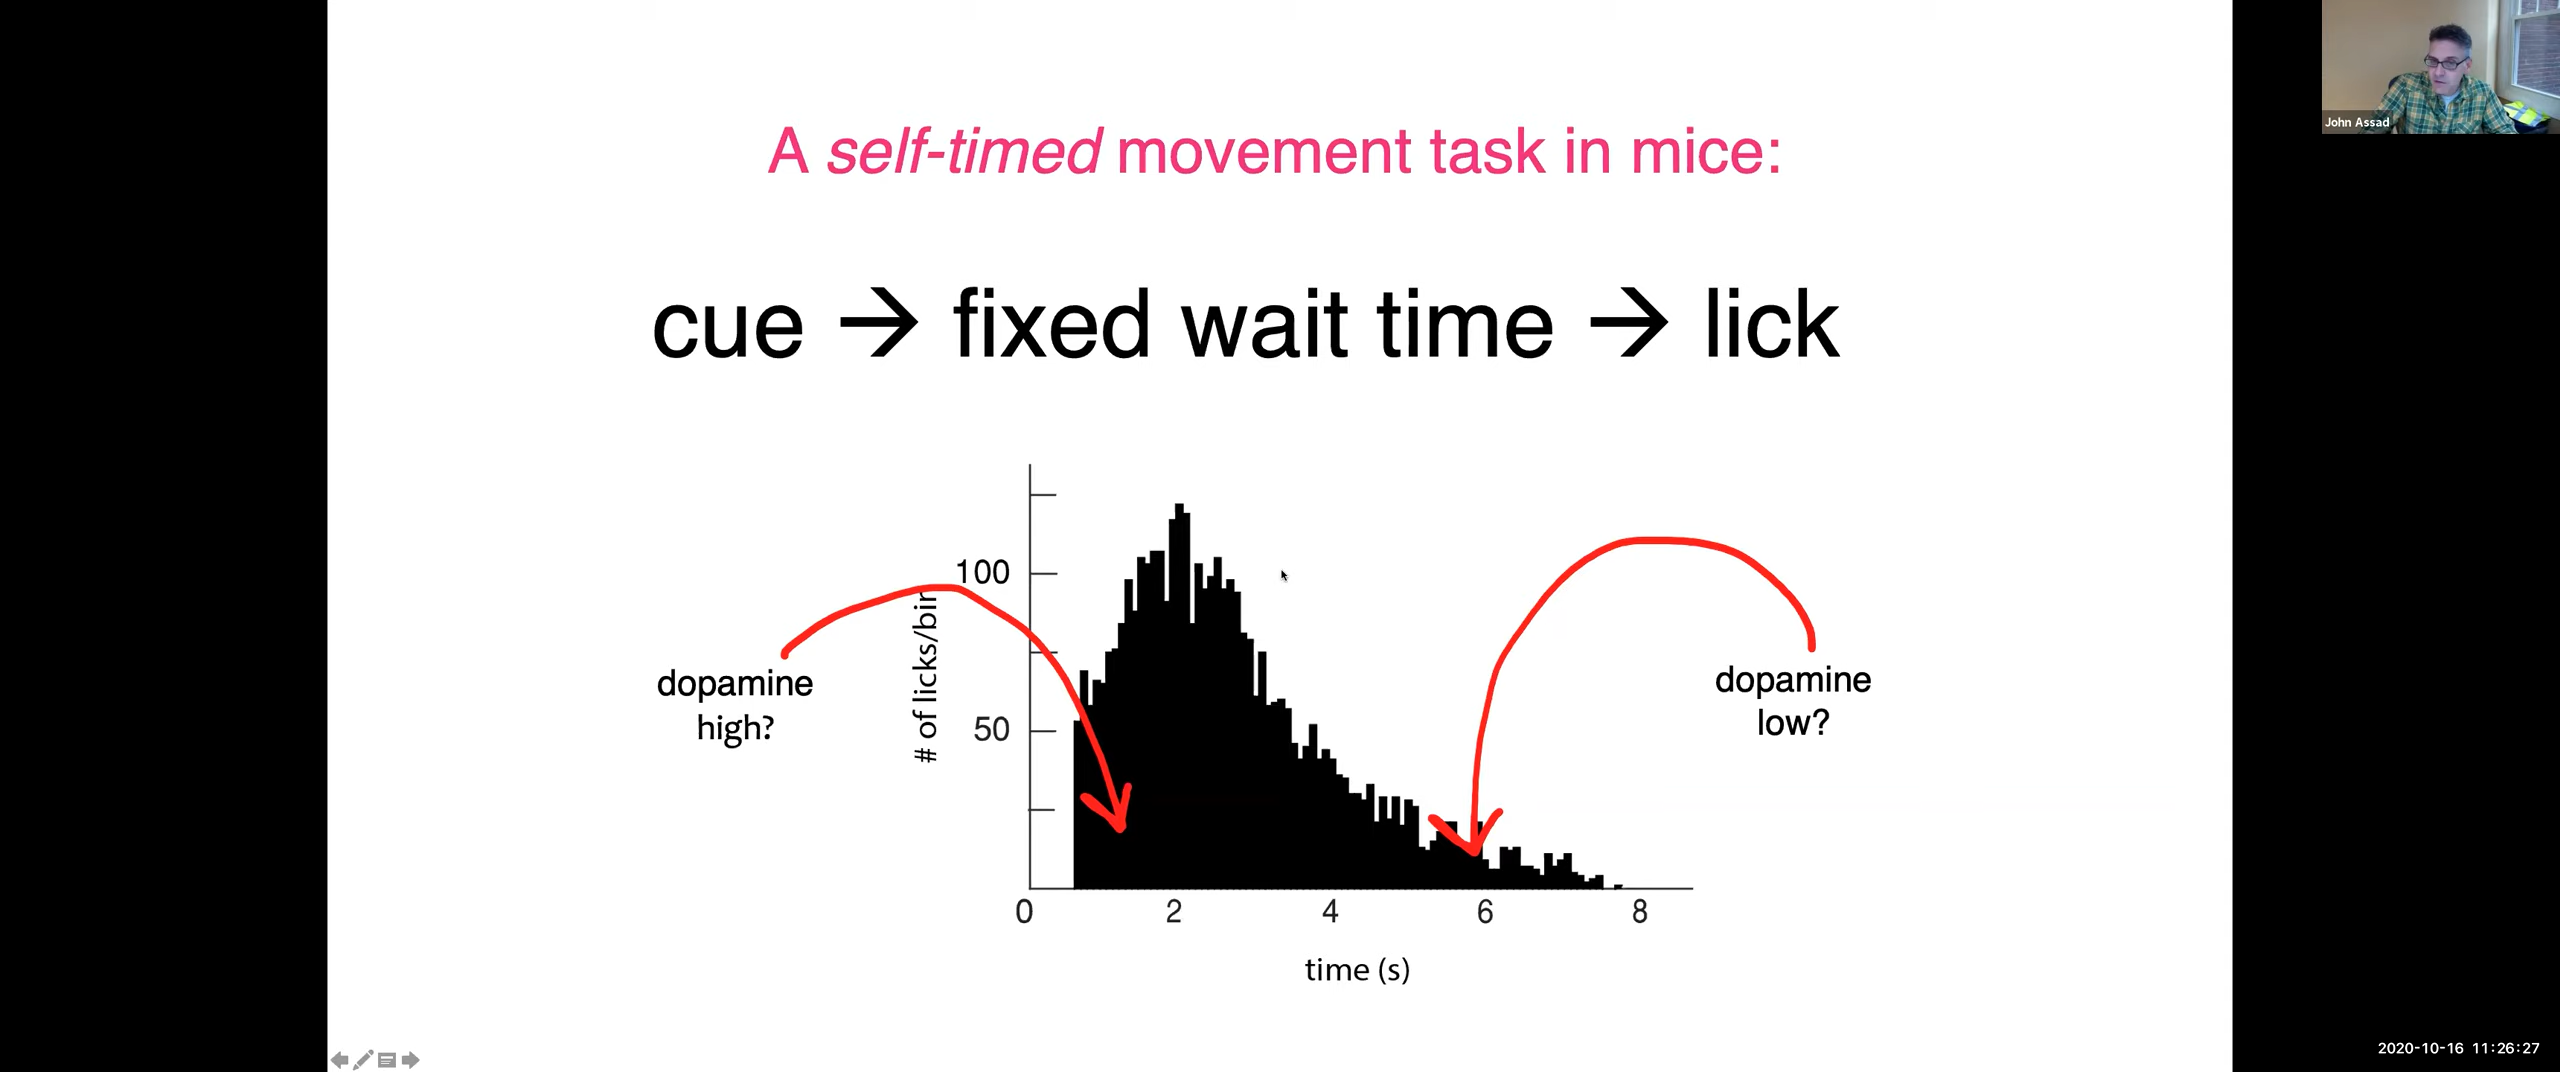 John Assad
A self-timed movement task in mice:
cue → fixed wait time → lick
dopamine
high?
# of licks/bin
100
50
0
2
4
6
8
time (s)
dopamine
low?
2020-10-16 11:26:27